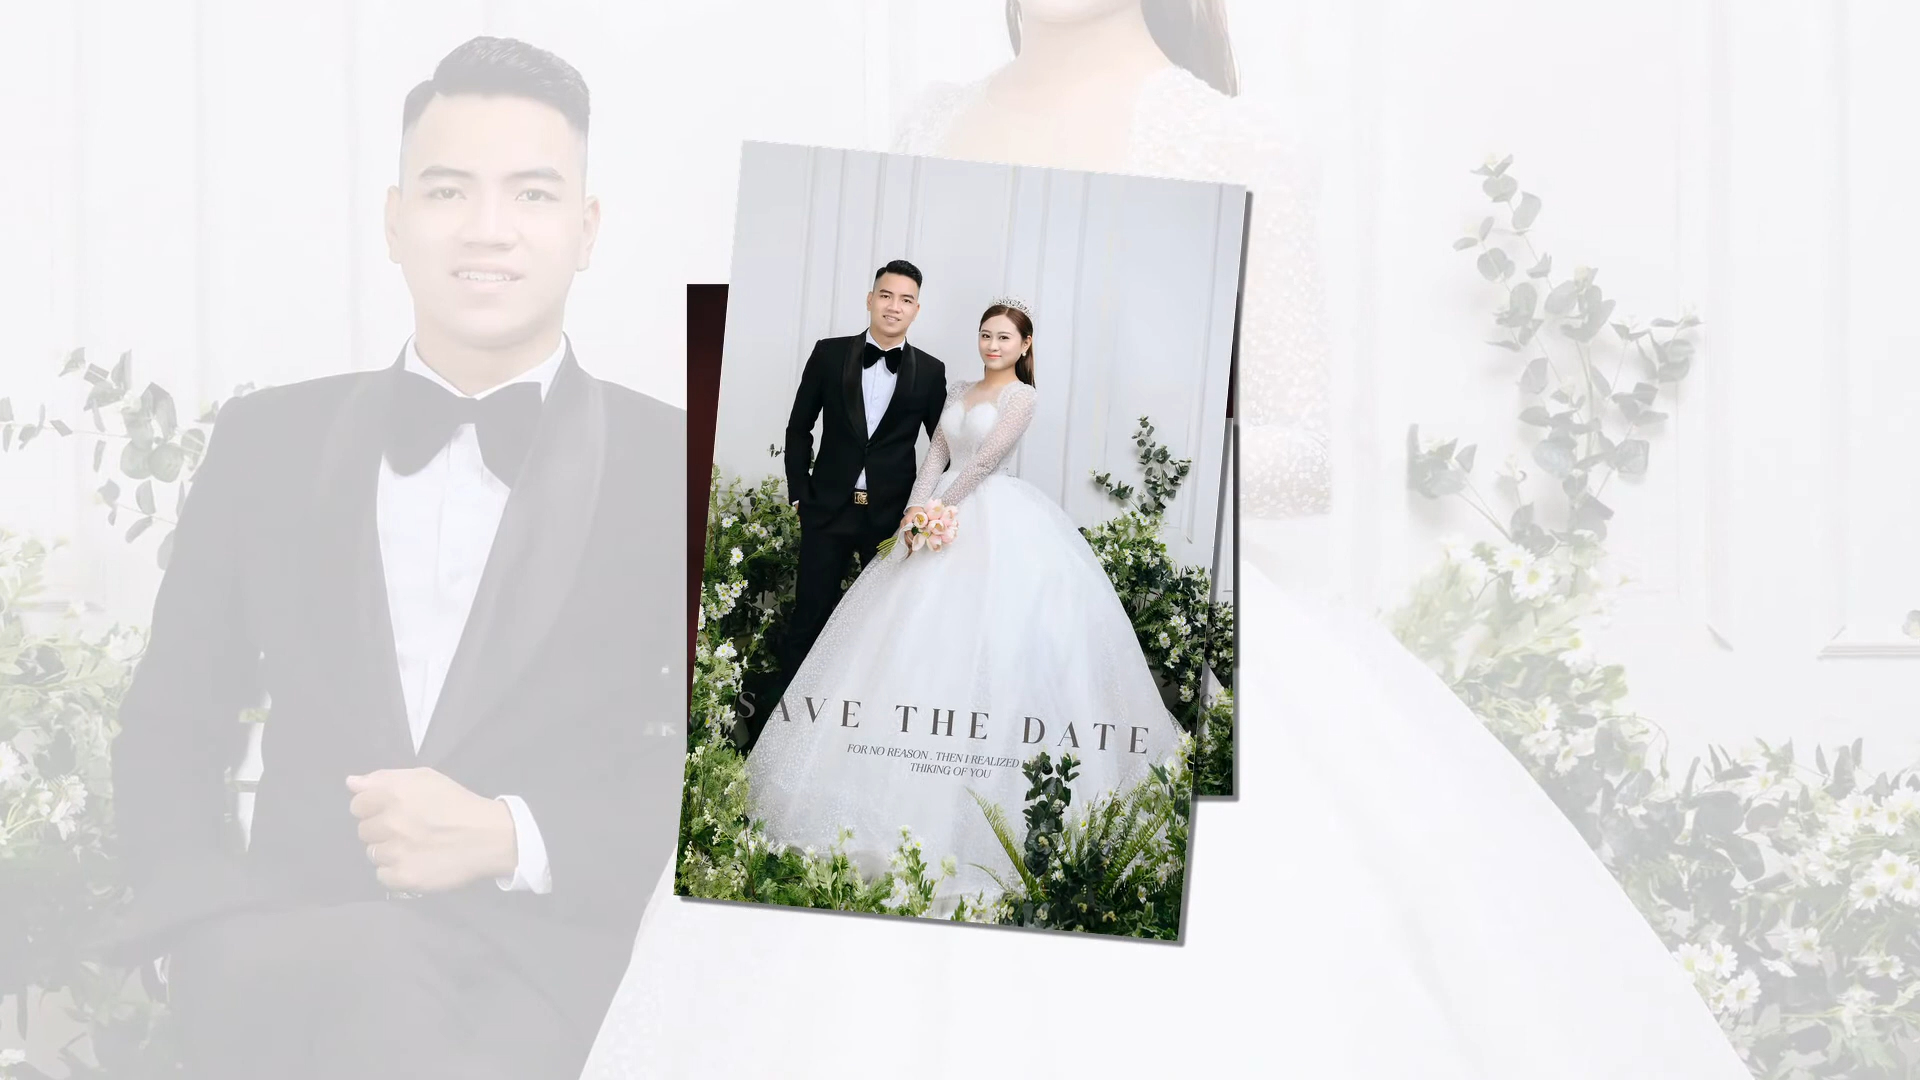 SAVE THE DATE
FOR NO REASON . THEN I REALIZED
THIKING OF YOU